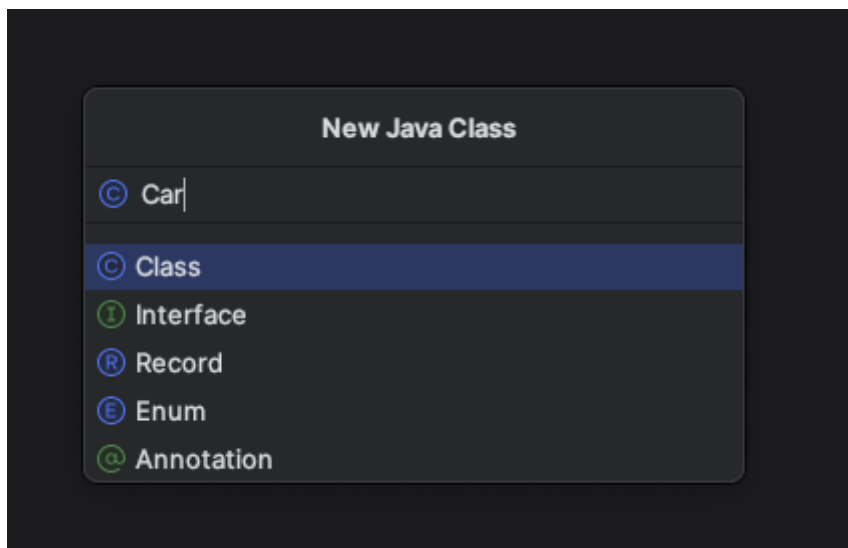 New Java Class
C Car
C Class
I Interface
R Record
E Enum
@ Annotation